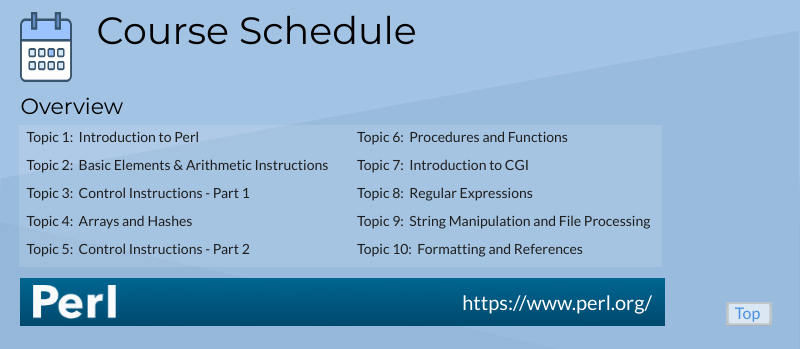 Course Schedule
Overview
Topic 1: Introduction to Perl
Topic 2: Basic Elements & Arithmetic Instructions
Topic 3: Control Instructions - Part 1
Topic 4: Arrays and Hashes
Topic 5: Control Instructions - Part 2
Topic 6: Procedures and Functions
Topic 7: Introduction to CGI
Topic 8: Regular Expressions
Topic 9: String Manipulation and File Processing
Topic 10: Formatting and References
Perl
https://www.perl.org/
Top